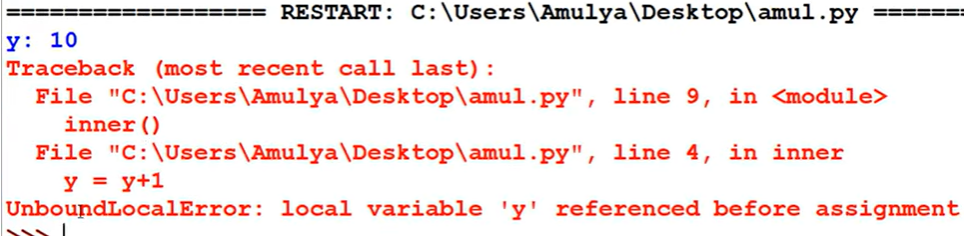 ================== RESTART: C:\Users\Amulya\Desktop\amul.py =======
y: 10
Traceback (most recent call last):
  File "C:\Users\Amulya\Desktop\amul.py", line 9, in <module>
    inner()
  File "C:\Users\Amulya\Desktop\amul.py", line 4, in inner
    y = y+1
UnboundLocalError: local variable 'y' referenced before assignment
>>>